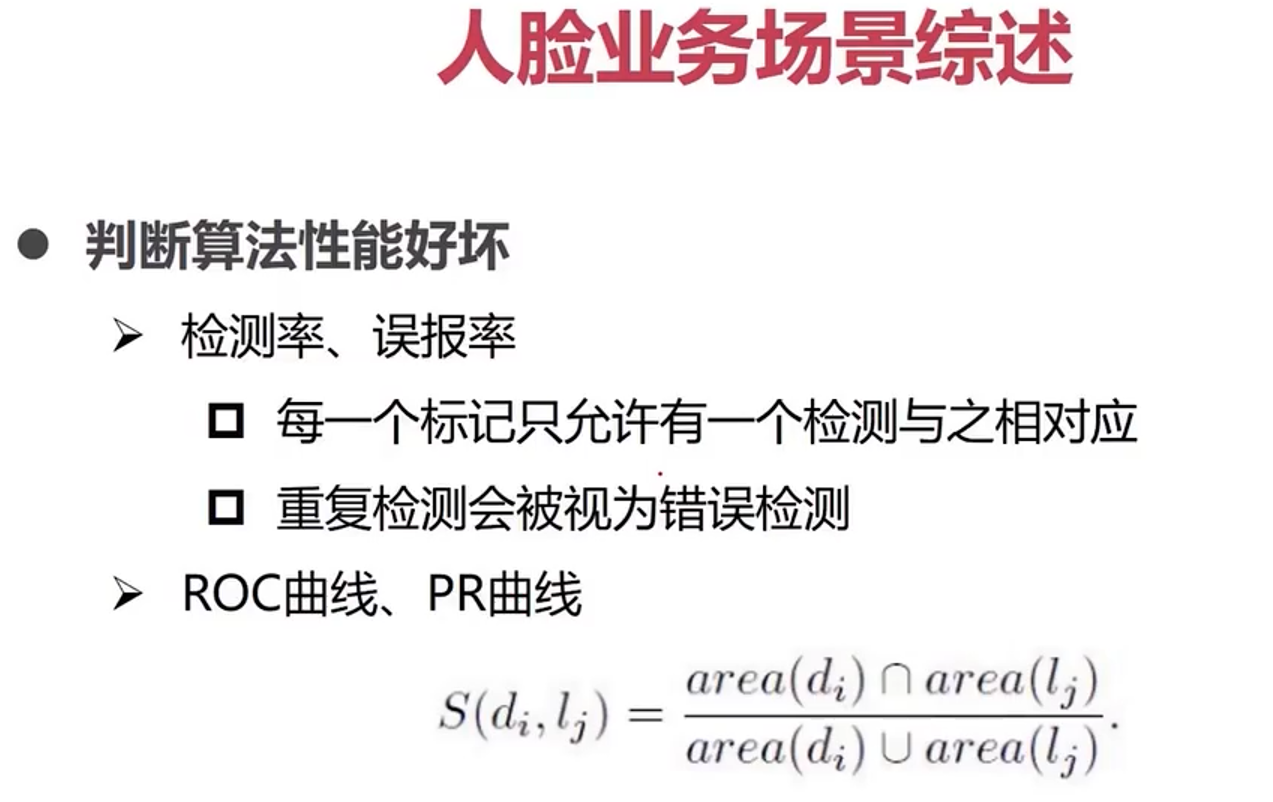 人脸业务场景综述
● 判断算法性能好坏
➢ 检测率、误报率
❑ 每一个标记只允许有一个检测与之相对应
❑ 重复检测会被视为错误检测
➢ ROC曲线、PR曲线
S(d_i, l_j) = \frac{area(d_i) ∩ area(l_j)}{area(d_i) ∪ area(l_j)}.